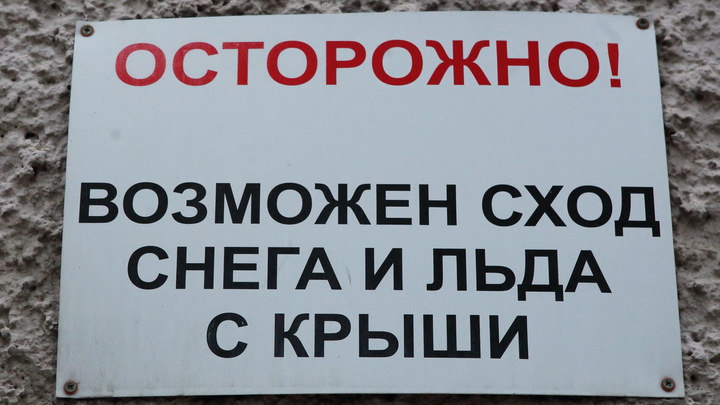 ОСТОРОЖНО!
ВОЗМОЖЕН СХОД
СНЕГА И ЛЬДА
С КРЫШИ